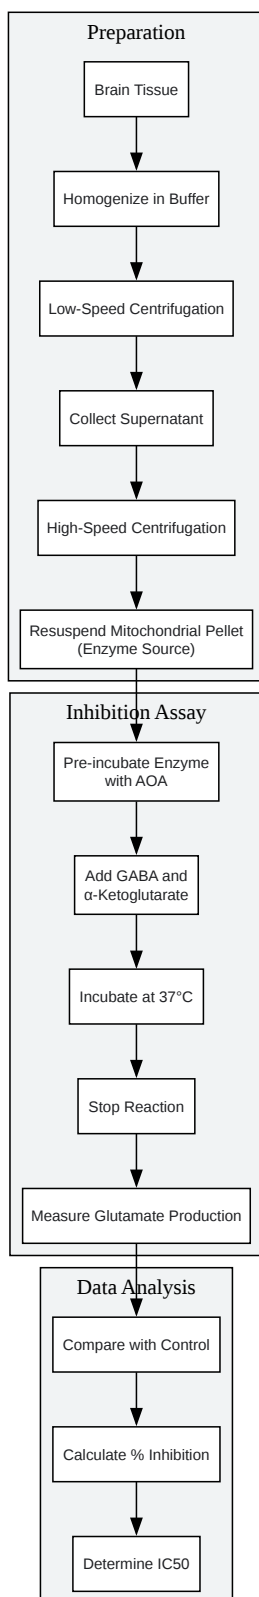 Preparation
Brain Tissue
Homogenize in Buffer
Low-Speed Centrifugation
Collect Supernatant
High-Speed Centrifugation
Resuspend Mitochondrial Pellet
(Enzyme Source)
Inhibition Assay
Pre-incubate Enzyme
with AOA
Add GABA and
α-Ketoglutarate
Incubate at 37°C
Stop Reaction
Measure Glutamate Production
Data Analysis
Compare with Control
Calculate % Inhibition
Determine IC50